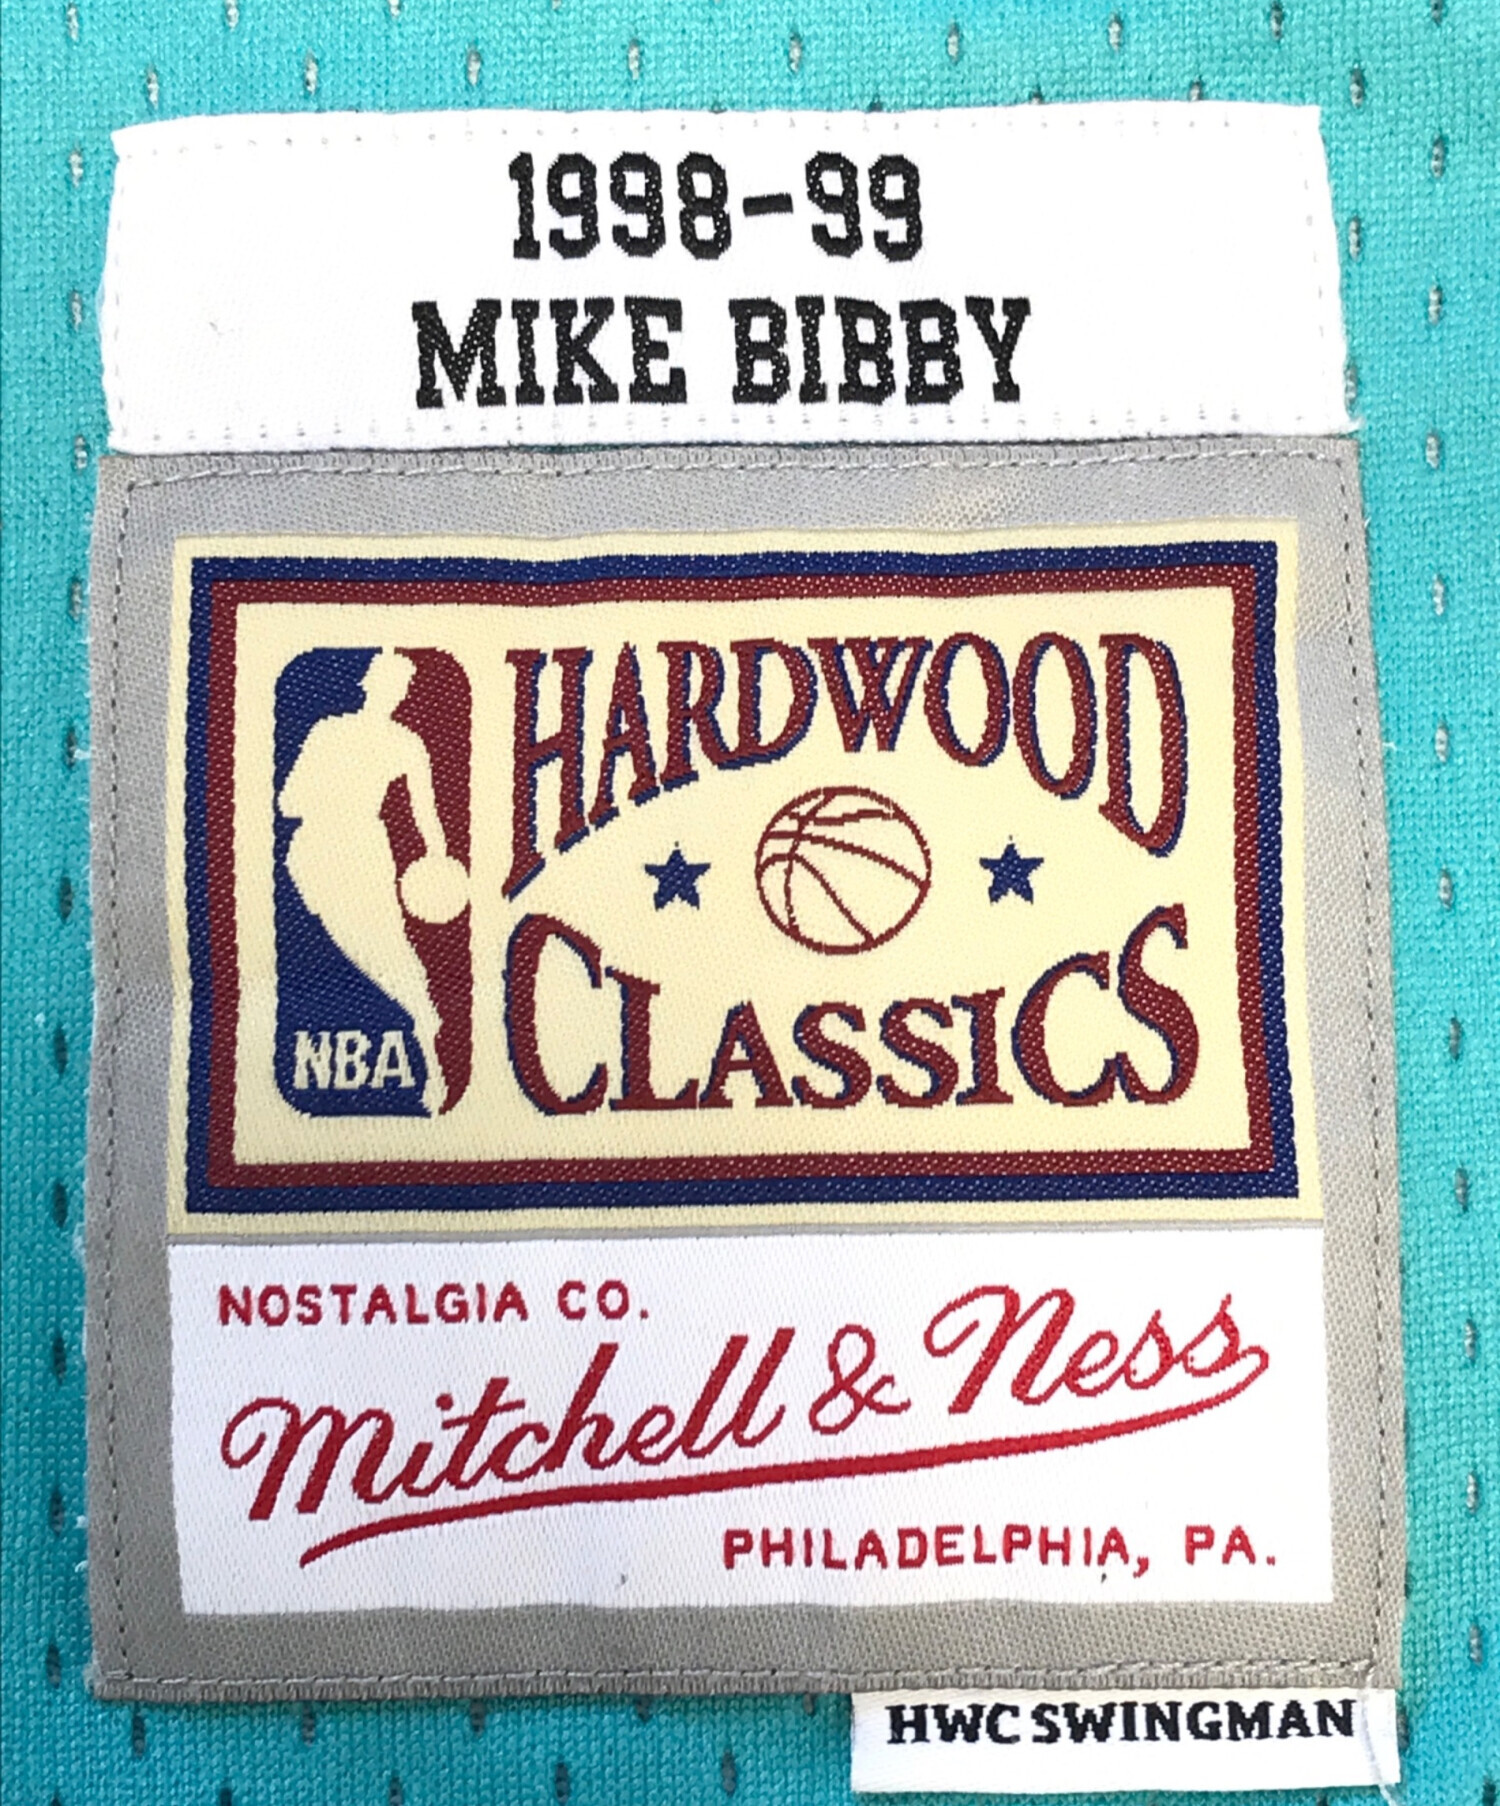 1998-99
MIKE BIBBY
HARDWOOD
CLASSICS
NBA
NOSTALGIA CO.
Mitchell & Ness
PHILADELPHIA, PA.
HWC SWINGMAN